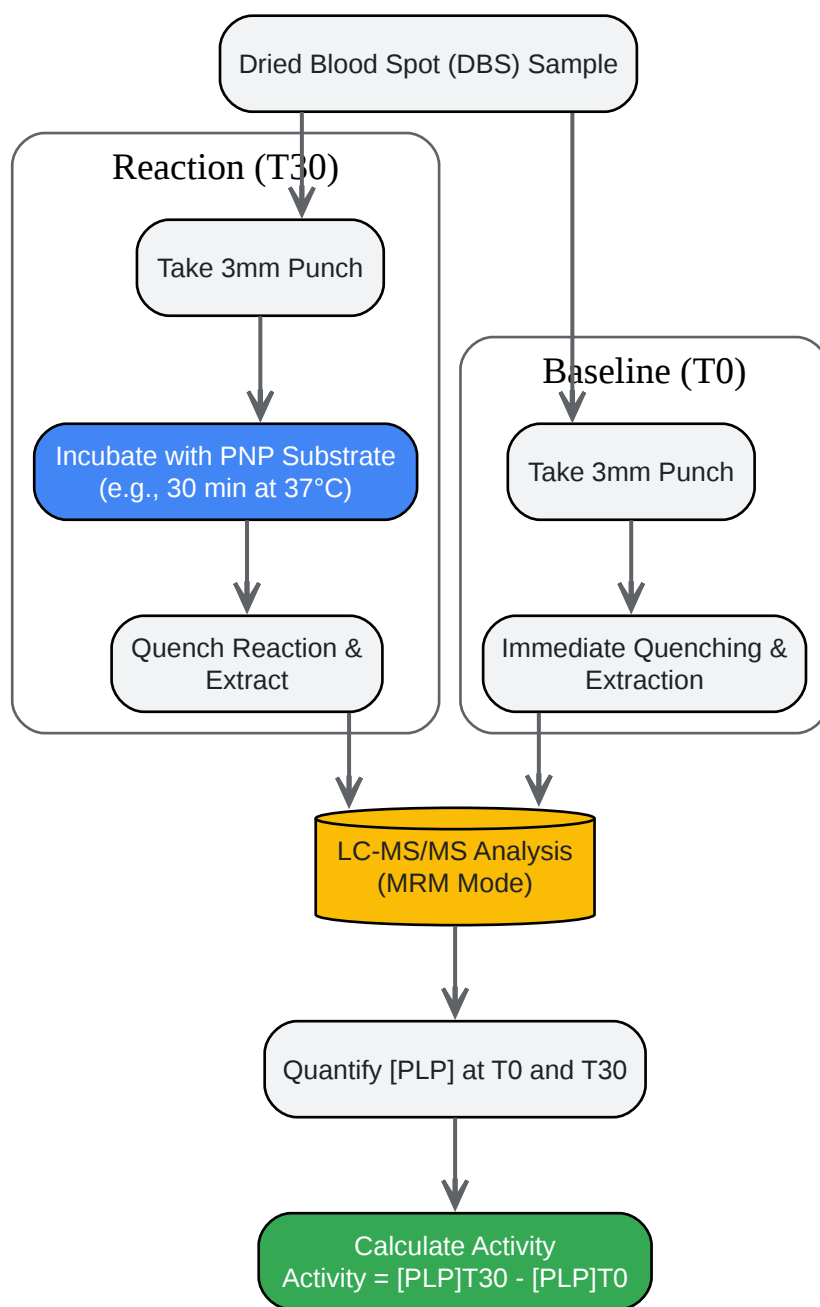 Dried Blood Spot (DBS) Sample
Reaction (T30)
Take 3mm Punch
Incubate with PNP Substrate
(e.g., 30 min at 37°C)
Quench Reaction &
Extract
Baseline (T0)
Take 3mm Punch
Immediate Quenching &
Extraction
LC-MS/MS Analysis
(MRM Mode)
Quantify [PLP] at T0 and T30
Calculate Activity
Activity = [PLP]T30 - [PLP]T0